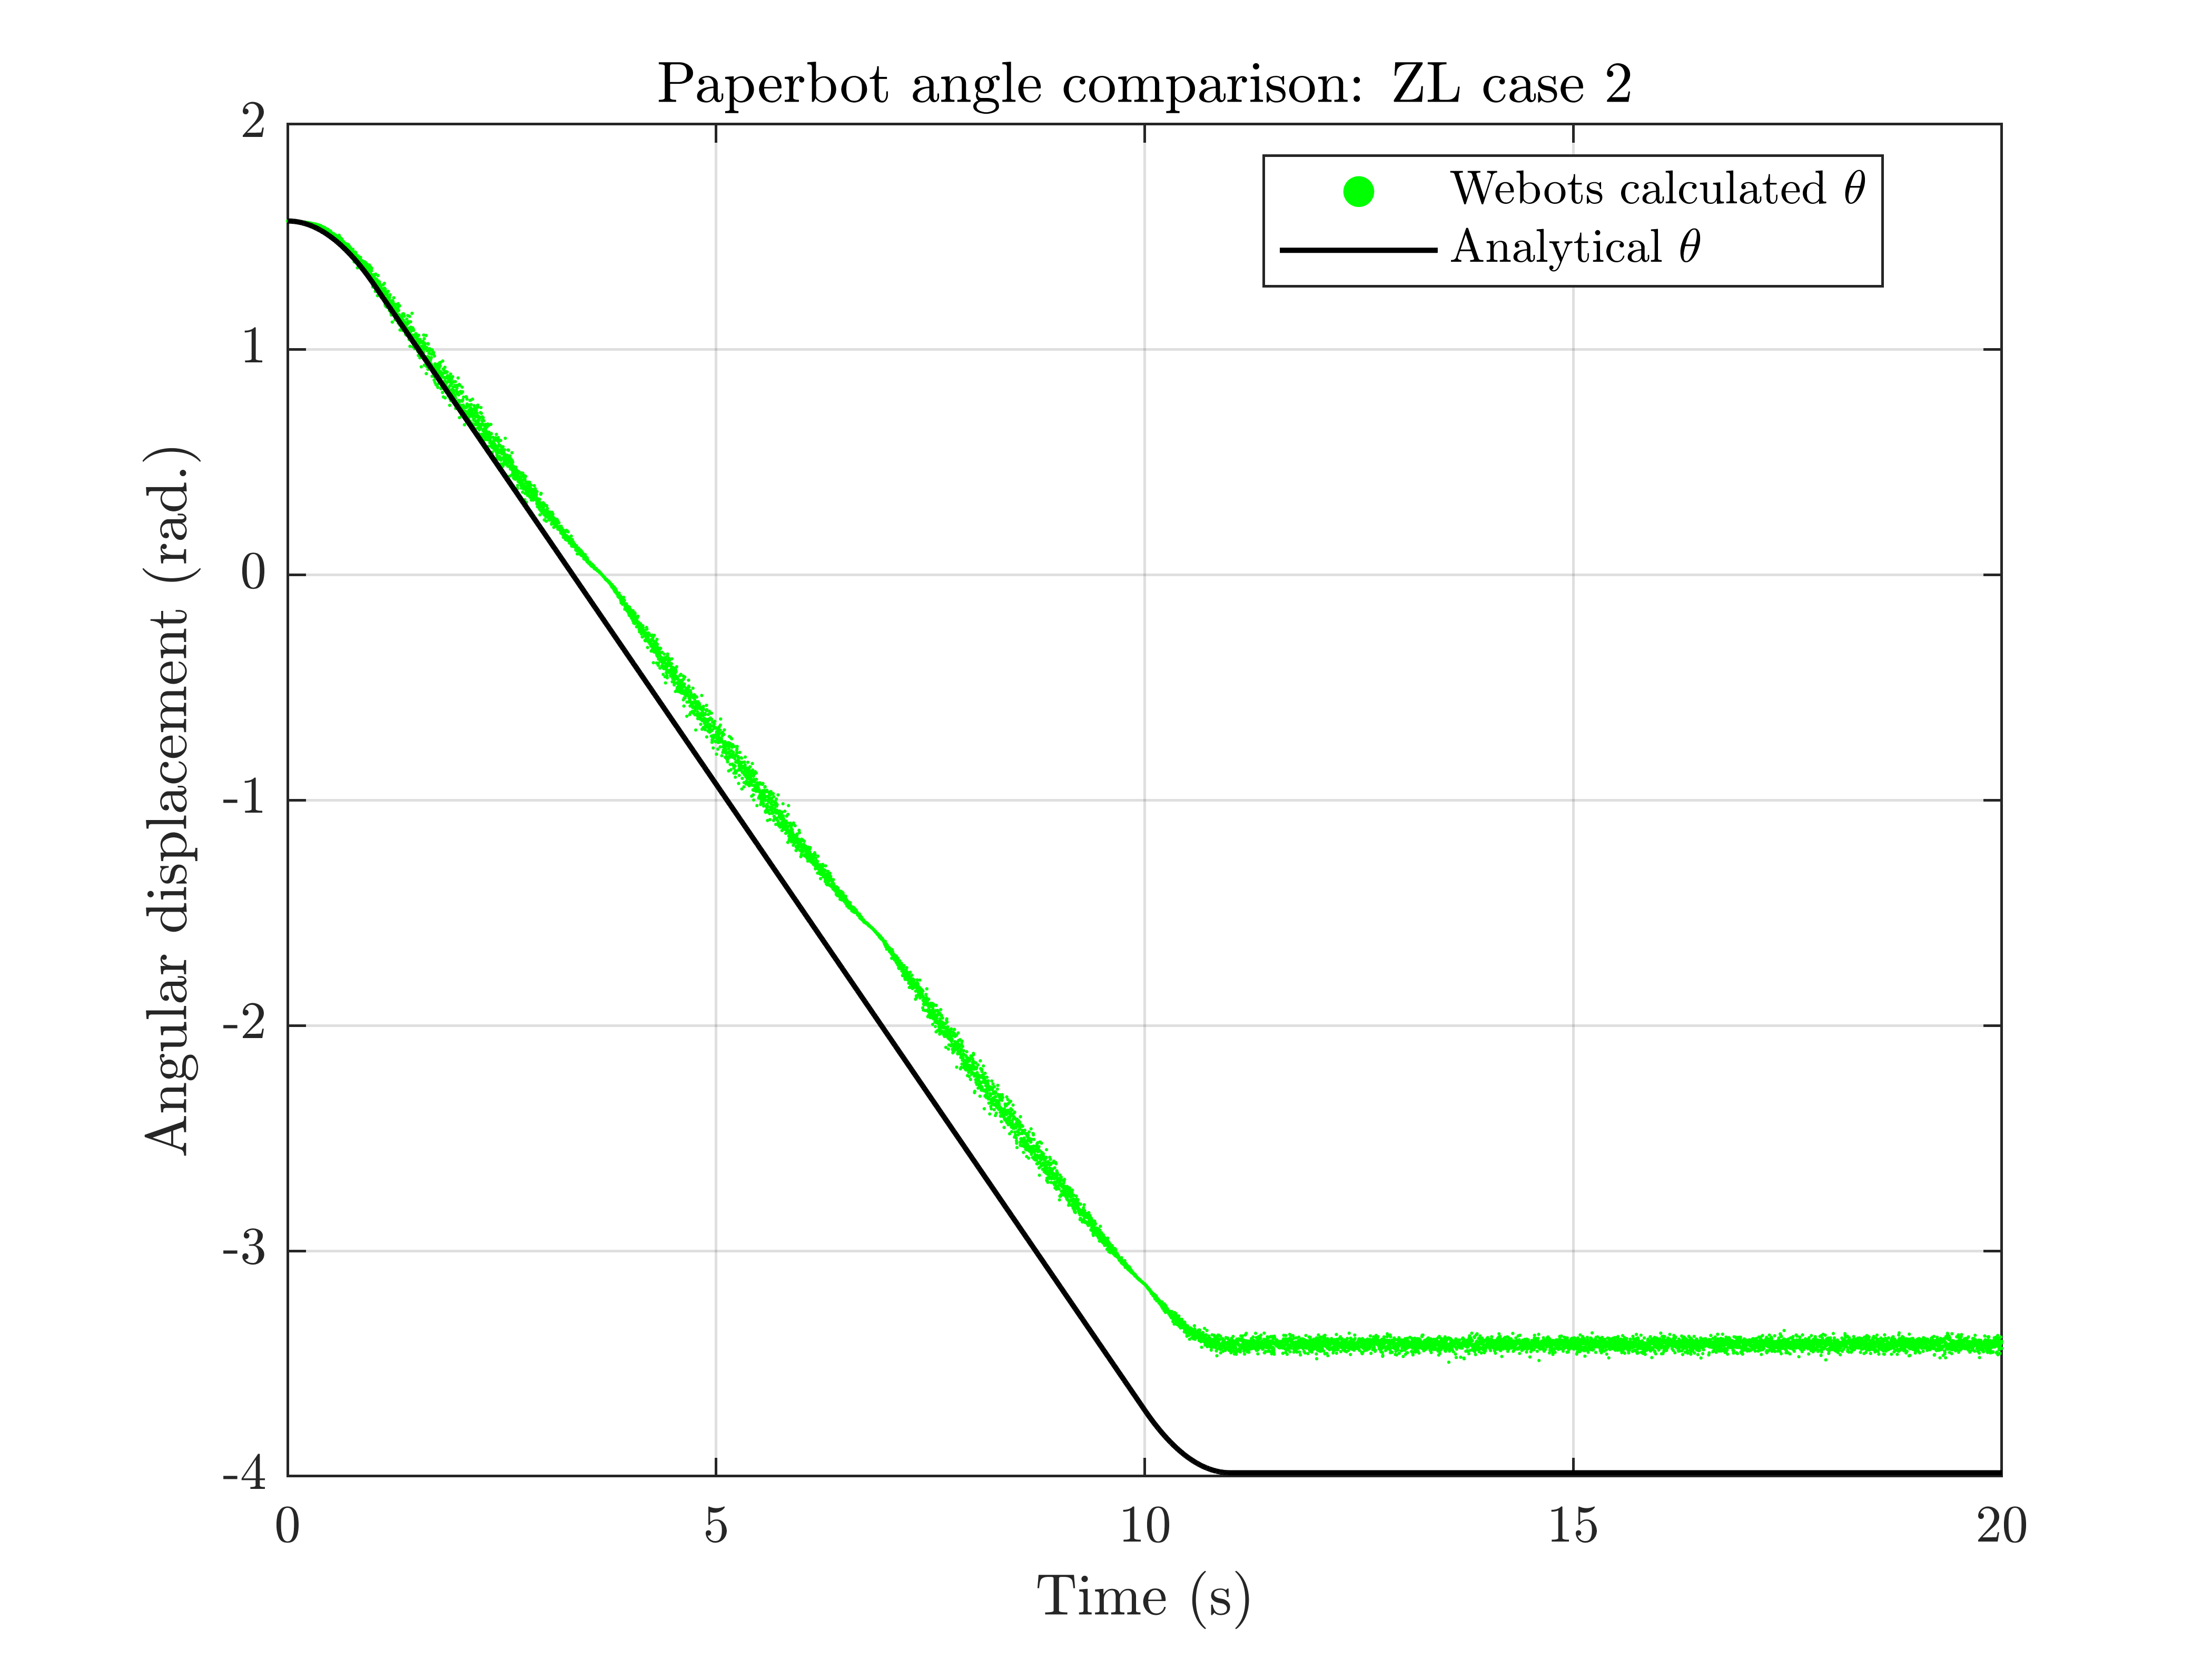 Paperbot angle comparison: ZL case 2
Webots calculated θ
Analytical θ
Angular displacement (rad.)
2
1
0
-1
-2
-3
-4
0 5 10 15 20
Time (s)